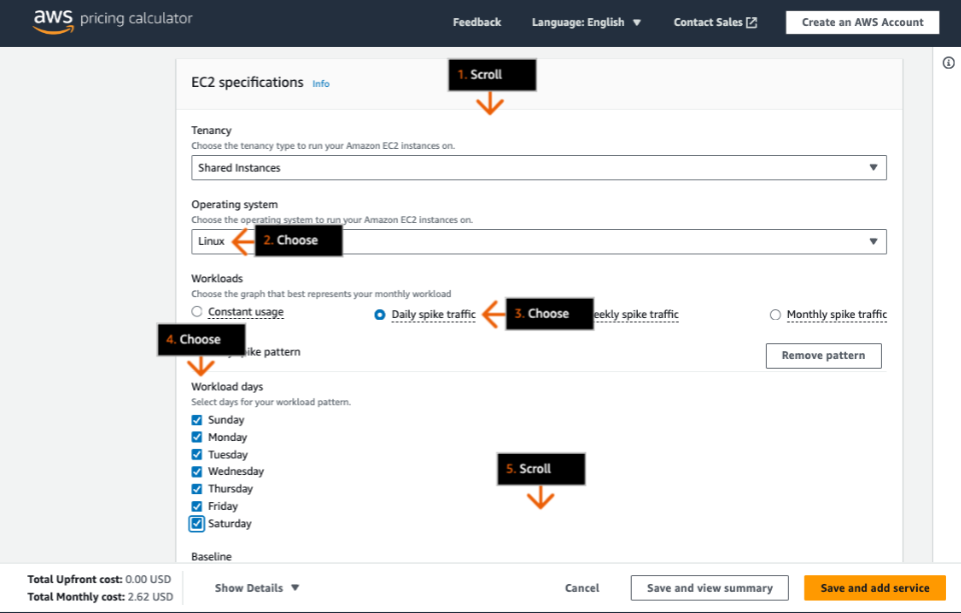 aws pricing calculator
Feedback
Language: English
Contact Sales
Create an AWS Account
EC2 specifications Info
1. Scroll
Tenancy
Choose the tenancy type to run your Amazon EC2 instances on.
Shared Instances
Operating system
Choose the operating system to run your Amazon EC2 instances on.
Linux
2. Choose
Workloads
Choose the graph that best represents your monthly workload
Constant usage
Daily spike traffic
3. Choose
eekly spike traffic
Monthly spike traffic
4. Choose
ike pattern
Remove pattern
Workload days
Select days for your workload pattern.
Sunday
Monday
Tuesday
Wednesday
Thursday
Friday
Saturday
5. Scroll
Baseline
Total Upfront cost: 0.00 USD
Total Monthly cost: 2.62 USD
Show Details
Cancel
Save and view summary
Save and add service